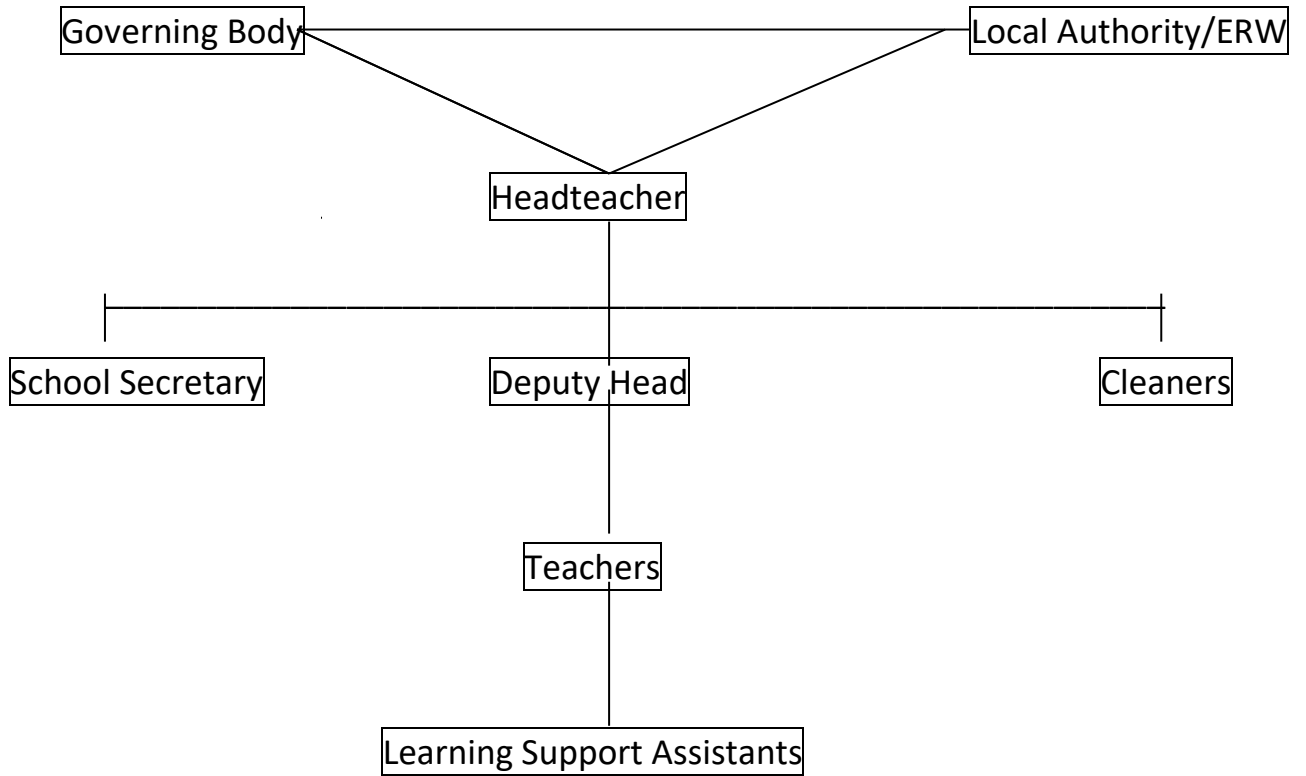 Governing Body
Local Authority/ERW
Headteacher
School Secretary
Deputy Head
Cleaners
Teachers
Learning Support Assistants